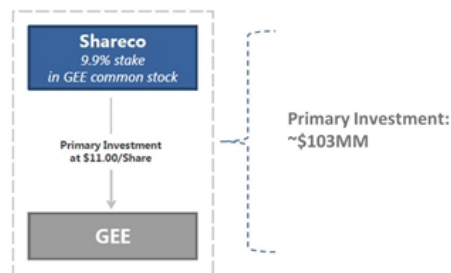 Shareco
9.9% stake
in GEE common stock
Primary Investment
at $11.00/Share
GEE
Primary Investment:
~$103MM